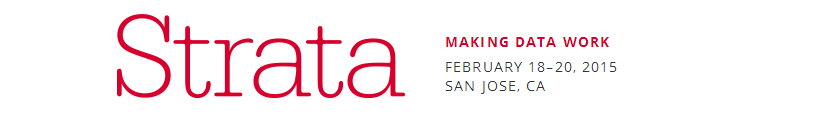 Strata
MAKING DATA WORK
FEBRUARY 18–20, 2015
SAN JOSE, CA